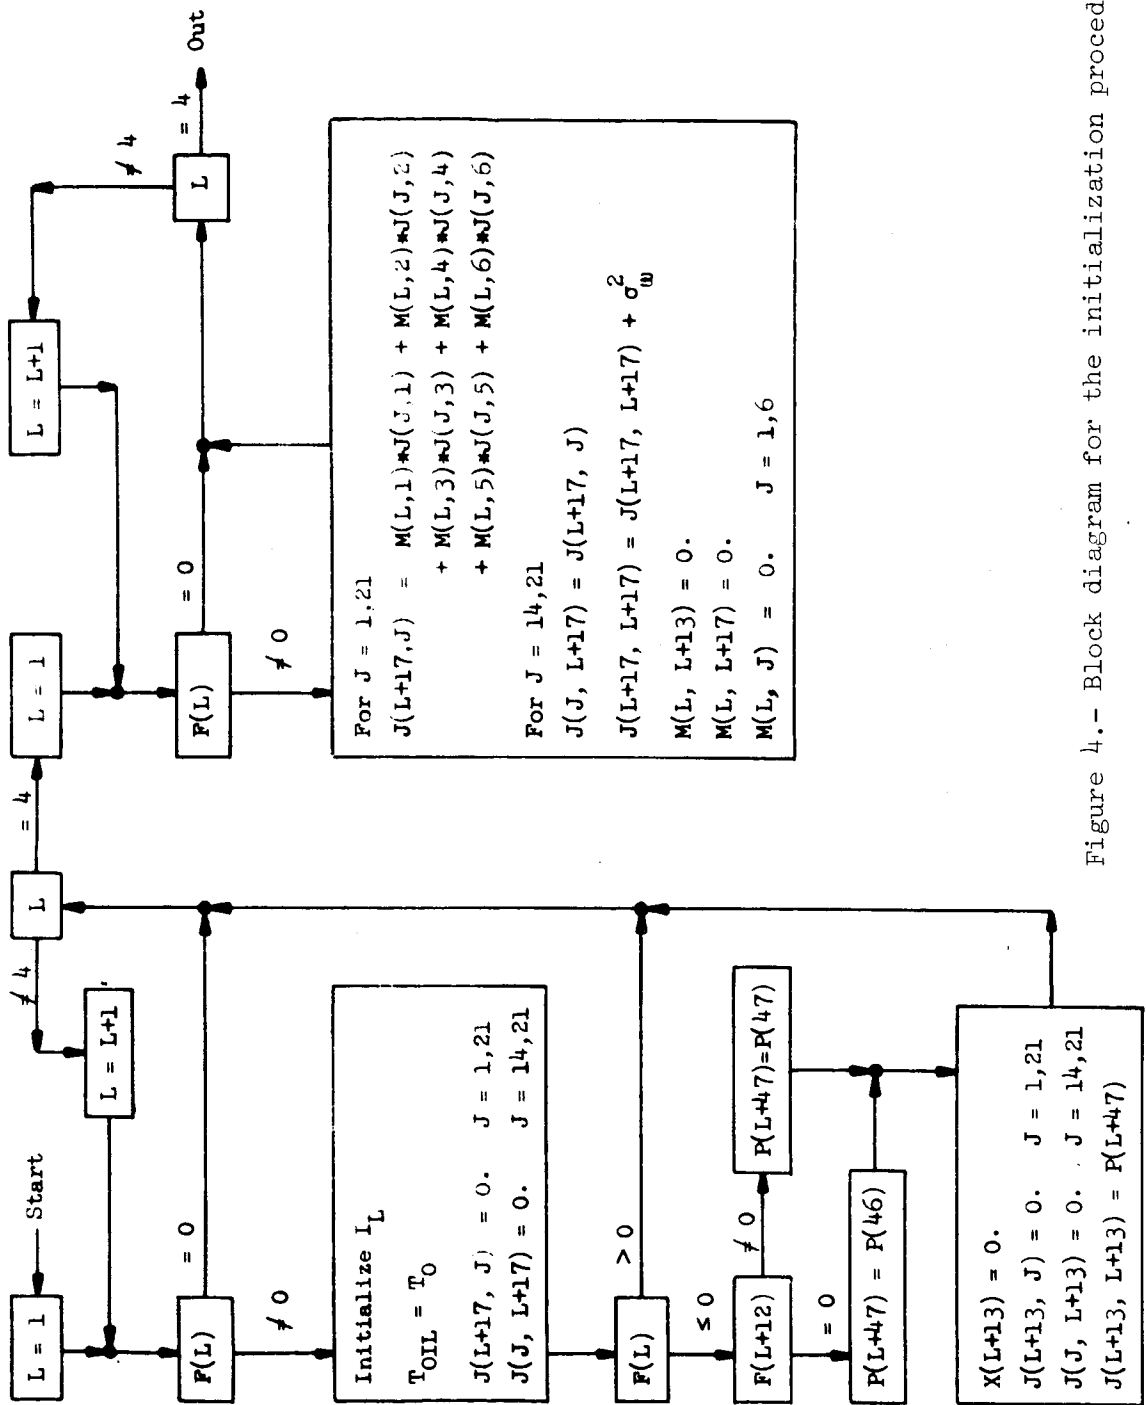 L = 1
Start
F(L)
= 0
≠ 0
Initialize I_L
T_OIL = T_O
J(L+17, J) = 0. J = 1,21
J(J, L+17) = 0. J = 14,21
F(L)
> 0
≤ 0
F(L+12)
≠ 0
P(L+47)=P(47)
= 0
P(L+47) = P(46)
X(L+13) = 0.
J(L+13, J) = 0. J = 1,21
J(J, L+13) = 0. J = 14,21
J(L+13, L+13) = P(L+47)
L = L+1
≠ 4
L
= 4
L = 1
F(L)
= 0
≠ 0
For J = 1,21
J(L+17,J) = M(L,1)*J(J,1) + M(L,2)*J(J,2)
+ M(L,3)*J(J,3) + M(L,4)*J(J,4)
+ M(L,5)*J(J,5) + M(L,6)*J(J,6)
For J = 14,21
J(J, L+17) = J(L+17, J)
J(L+17, L+17) = J(L+17, L+17) + σ_ω^2
M(L, L+13) = 0.
M(L, L+17) = 0.
M(L, J) = 0. J = 1,6
L = L+1
≠ 4
L
= 4
Out
Figure 4.- Block diagram for the initialization proced